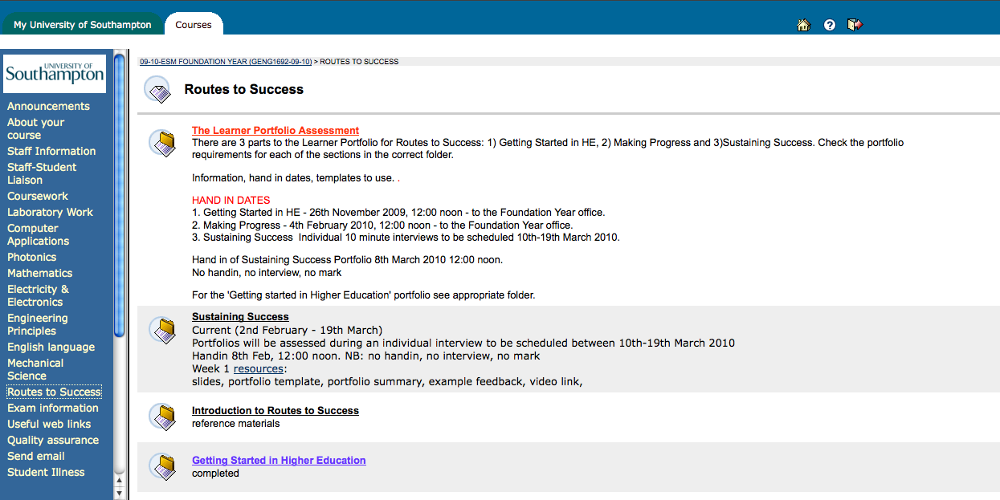 My University of Southampton
Courses
UNIVERSITY OF
Southampton
Announcements
About your
course
Staff Information
Staff-Student
Liaison
Coursework
Laboratory Work
Computer
Applications
Photonics
Mathematics
Electricity &
Electronics
Engineering
Principles
English language
Mechanical
Science
Routes to Success
Exam information
Useful web links
Quality assurance
Send email
Student Illness
09-10-ESM FOUNDATION YEAR (GENG1692-09-10) > ROUTES TO SUCCESS
Routes to Success
The Learner Portfolio Assessment
There are 3 parts to the Learner Portfolio for Routes to Success: 1) Getting Started in HE, 2) Making Progress and 3)Sustaining Success. Check the portfolio
requirements for each of the sections in the correct folder.
Information, hand in dates, templates to use. .
HAND IN DATES
1. Getting Started in HE - 26th November 2009, 12:00 noon - to the Foundation Year office.
2. Making Progress - 4th February 2010, 12:00 noon - to the Foundation Year office.
3. Sustaining Success  Individual 10 minute interviews to be scheduled 10th-19th March 2010.
Hand in of Sustaining Success Portfolio 8th March 2010 12:00 noon.
No handin, no interview, no mark
For the 'Getting started in Higher Education' portfolio see appropriate folder.
Sustaining Success
Current (2nd February - 19th March)
Portfolios will be assessed during an individual interview to be scheduled between 10th-19th March 2010
Handin 8th Feb, 12:00 noon. NB: no handin, no interview, no mark
Week 1 resources:
slides, portfolio template, portfolio summary, example feedback, video link,
Introduction to Routes to Success
reference materials
Getting Started in Higher Education
completed